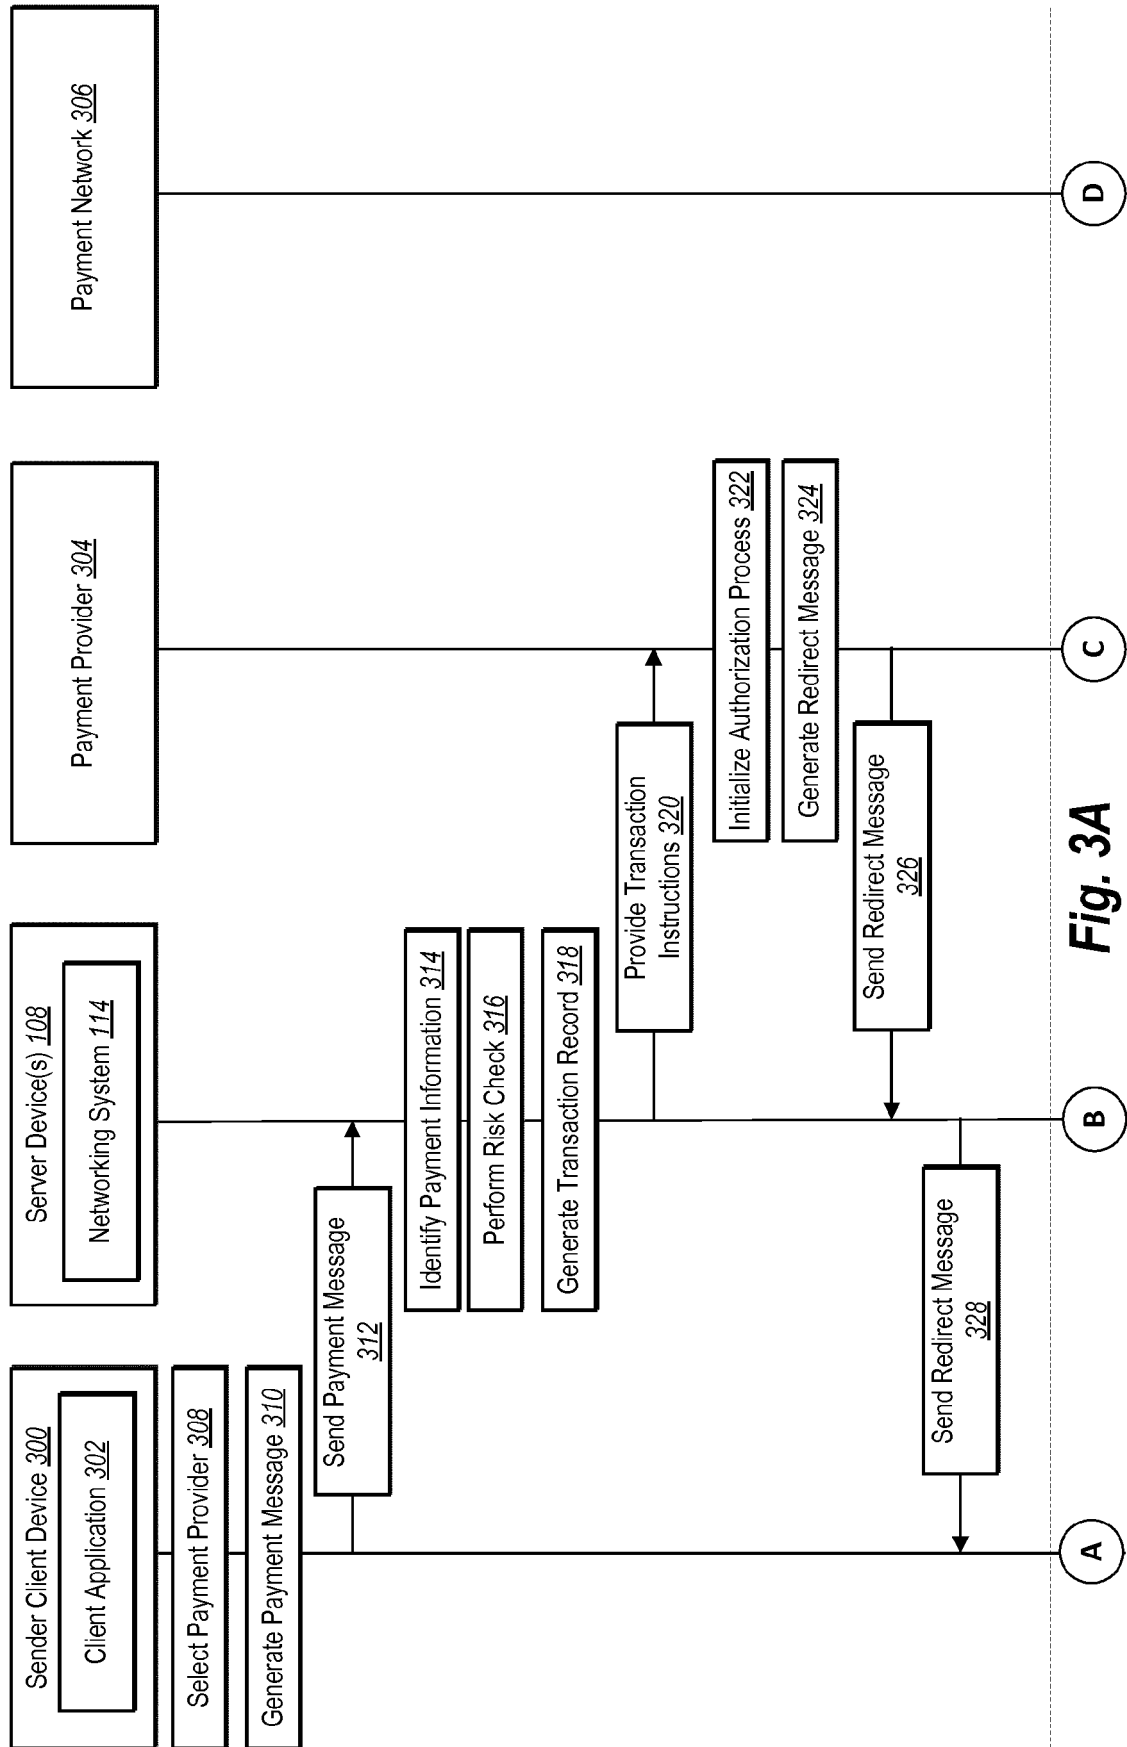 Sender Client Device 300
Client Application 302
Server Device(s) 108
Networking System 114
Payment Provider 304
Payment Network 306
Select Payment Provider 308
Generate Payment Message 310
Send Payment Message
312
Identify Payment Information 314
Perform Risk Check 316
Generate Transaction Record 318
Provide Transaction
Instructions 320
Initialize Authorization Process 322
Generate Redirect Message 324
Send Redirect Message
326
Send Redirect Message
328
A
B
C
D
Fig. 3A